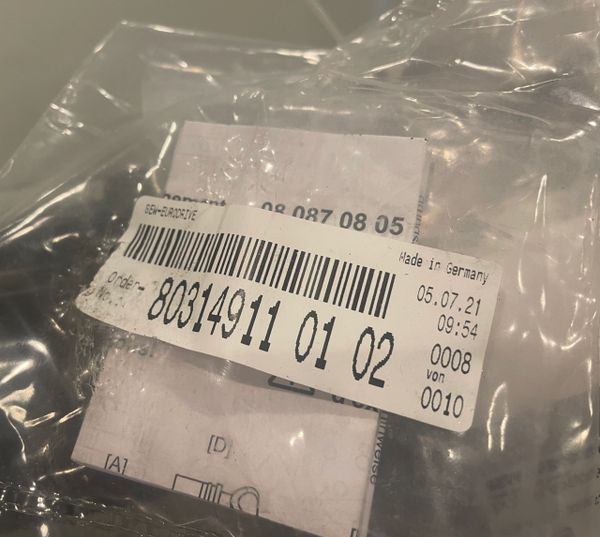 08 087 08 05
SEW-EURODRIVE
Made in Germany
05.07.21
09:54
Order-
No.:
80314911 01 02
0008
von
0010
[D]
[A]